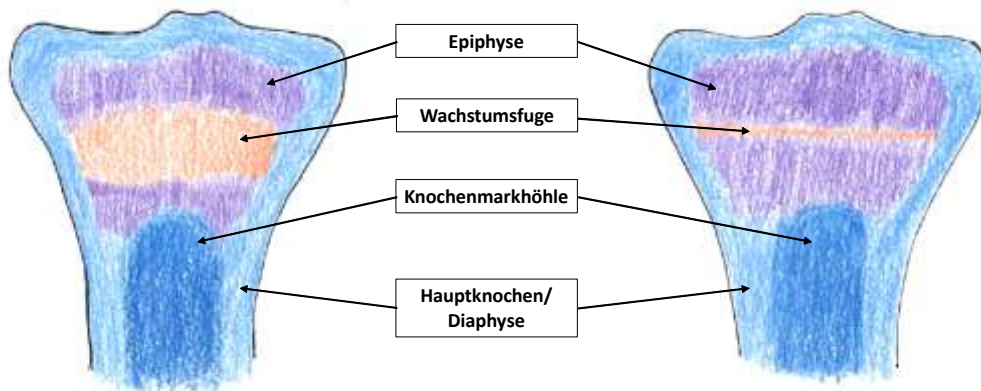 Epiphyse
Wachstumsfuge
Knochenmarkhöhle
Hauptknochen/
Diaphyse